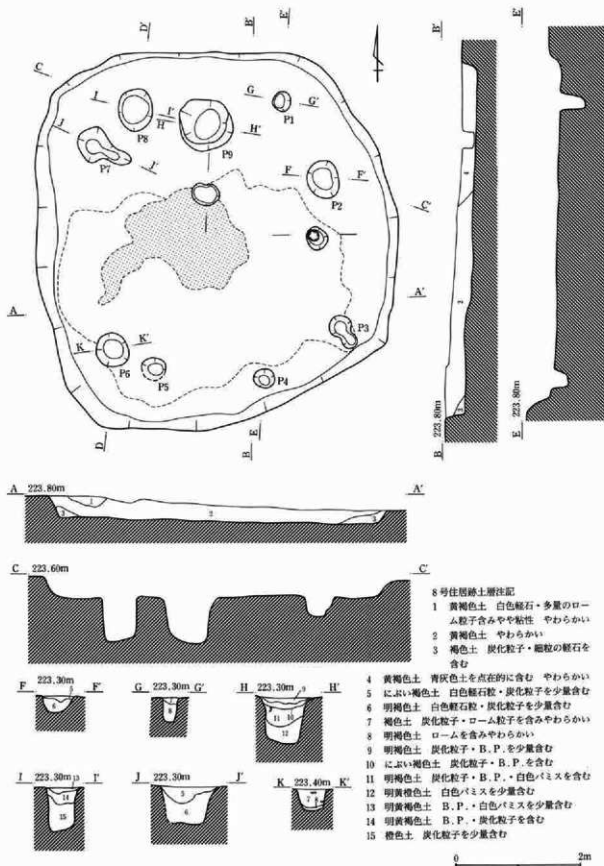 D'
B'
E'
C
I
I'
H
G
G'
P1
P8
J
P7
J'
P9
H'
F
F'
P2
C'
A
A'
K
K'
P6
P5
P4
P3
D
B
E
B'
E'
B 223.80m
E 223.80m
A 223.80m A'
1
2
3
3
C 223.60m C'
F 223.30m F'
G 223.30m G'
H 223.30m H'
I 223.30m I'
J 223.30m J'
K 223.40m K'
8号住居跡土層注記
1 黄褐色土 白色軽石・多量のロー
ム粒子含みやや粘性 やわらかい
2 黄褐色土 やわらかい
3 褐色土 炭化粒子・細粒の軽石を
含む
4 黄褐色土 青灰色土を点在的に含む やわらかい
5 にぶい褐色土 白色軽石粒・炭化粒子を少量含む
6 明褐色土 白色軽石粒・炭化粒子を少量含む
7 褐色土 炭化粒子・ローム粒子を含みやわらかい
8 明褐色土 ロームを含みやわらかい
9 明褐色土 炭化粒子・B.P.を少量含む
10 にぶい褐色土 炭化粒子・B.P.を含む
11 明褐色土 炭化粒子・B.P.・白色パミスを含む
12 明黄橙色土 白色パミスを少量含む
13 明黄褐色土 B.P.・白色パミスを少量含む
14 明黄褐色土 B.P.・炭化粒子を含む
15 橙色土 炭化粒子を少量含む
0 2m